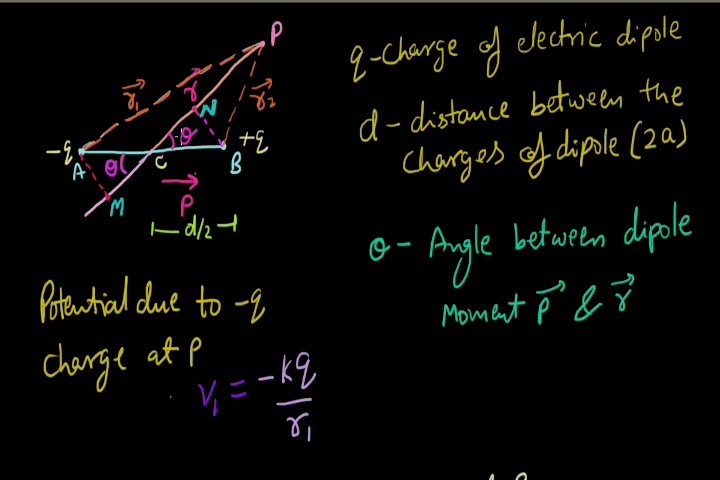 P
r₁
r
r₂
N
-q
θ
+q
A
θ
C
B
M
P
d/2
q-Charge of electric dipole
d- distance between the
Charges of dipole (2a)
θ- Angle between dipole
Moment p & r
Potential due to -q
charge at P
V₁ = -kq/r₁